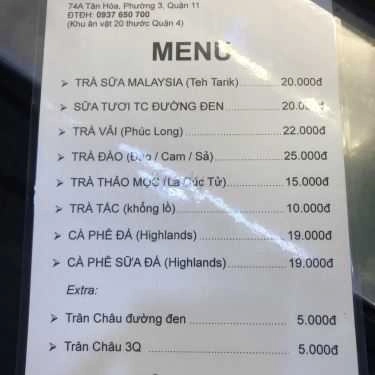 74A Tân Hóa, Phường 3, Quận 11
ĐTDH: 0937 650 700
(Khu ăn vặt 20 thước Quận 4)
MENU
➢ TRÀ SỮA MALAYSIA (Teh Tarik) 20.000đ
➢ SỮA TƯƠI TC ĐƯỜNG ĐEN 20.000đ
➢ TRÀ VẢI (Phúc Long) 22.000đ
➢ TRÀ ĐÀO (Đào / Cam / Sả) 25.000đ
➢ TRÀ THẢO MỘC (La Cúc Tử) 15.000đ
➢ TRÀ TẮC (khổng lồ) 10.000đ
➢ CÀ PHÊ ĐÁ (Highlands) 19.000đ
➢ CÀ PHÊ SỮA ĐÁ (Highlands) 19.000đ
Extra:
➢ Trân Châu đường đen 5.000đ
➢ Trân Châu 3Q 5.000đ